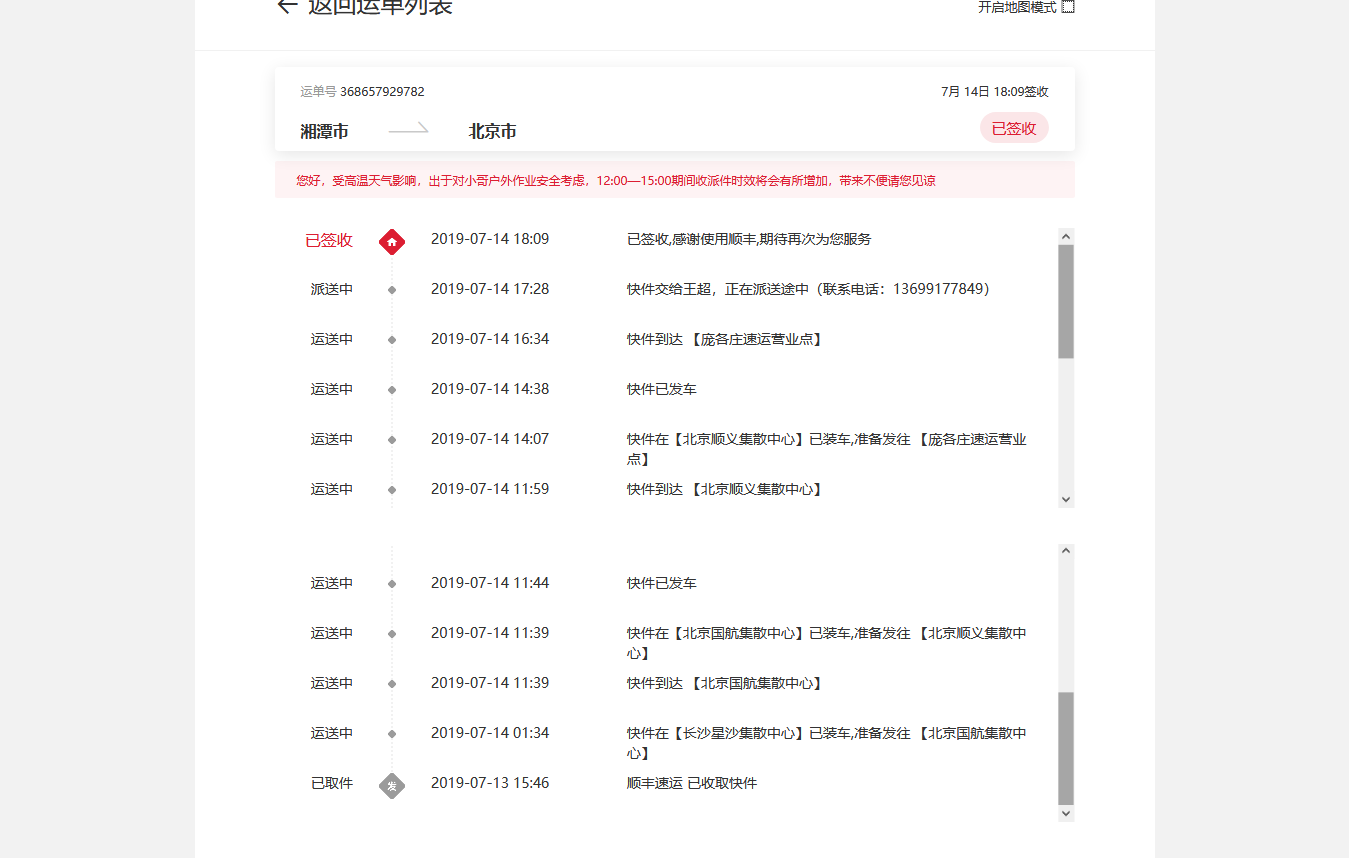 返回运单列表
开启地图模式
运单号 368657929782
7月 14日 18:09签收
湘潭市
北京市
已签收
您好，受高温天气影响，出于对小哥户外作业安全考虑，12:00—15:00期间收派件时效将会有所增加，带来不便请您见谅
已签收 2019-07-14 18:09 已签收,感谢使用顺丰,期待再次为您服务
派送中 2019-07-14 17:28 快件交给王超，正在派送途中（联系电话：13699177849）
运送中 2019-07-14 16:34 快件到达 【庞各庄速运营业点】
运送中 2019-07-14 14:38 快件已发车
运送中 2019-07-14 14:07 快件在【北京顺义集散中心】已装车,准备发往 【庞各庄速运营业
点】
运送中 2019-07-14 11:59 快件到达 【北京顺义集散中心】
运送中 2019-07-14 11:44 快件已发车
运送中 2019-07-14 11:39 快件在【北京国航集散中心】已装车,准备发往 【北京顺义集散中
心】
运送中 2019-07-14 11:39 快件到达 【北京国航集散中心】
运送中 2019-07-14 01:34 快件在【长沙星沙集散中心】已装车,准备发往 【北京国航集散中
心】
已取件 发 2019-07-13 15:46 顺丰速运 已收取快件